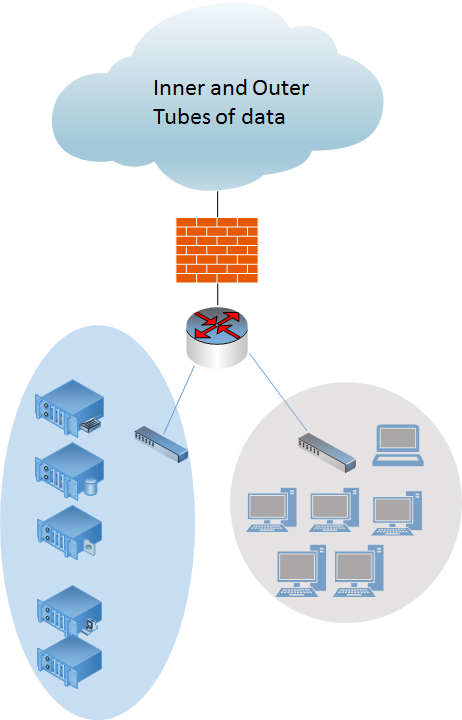 Inner and Outer
Tubes of data